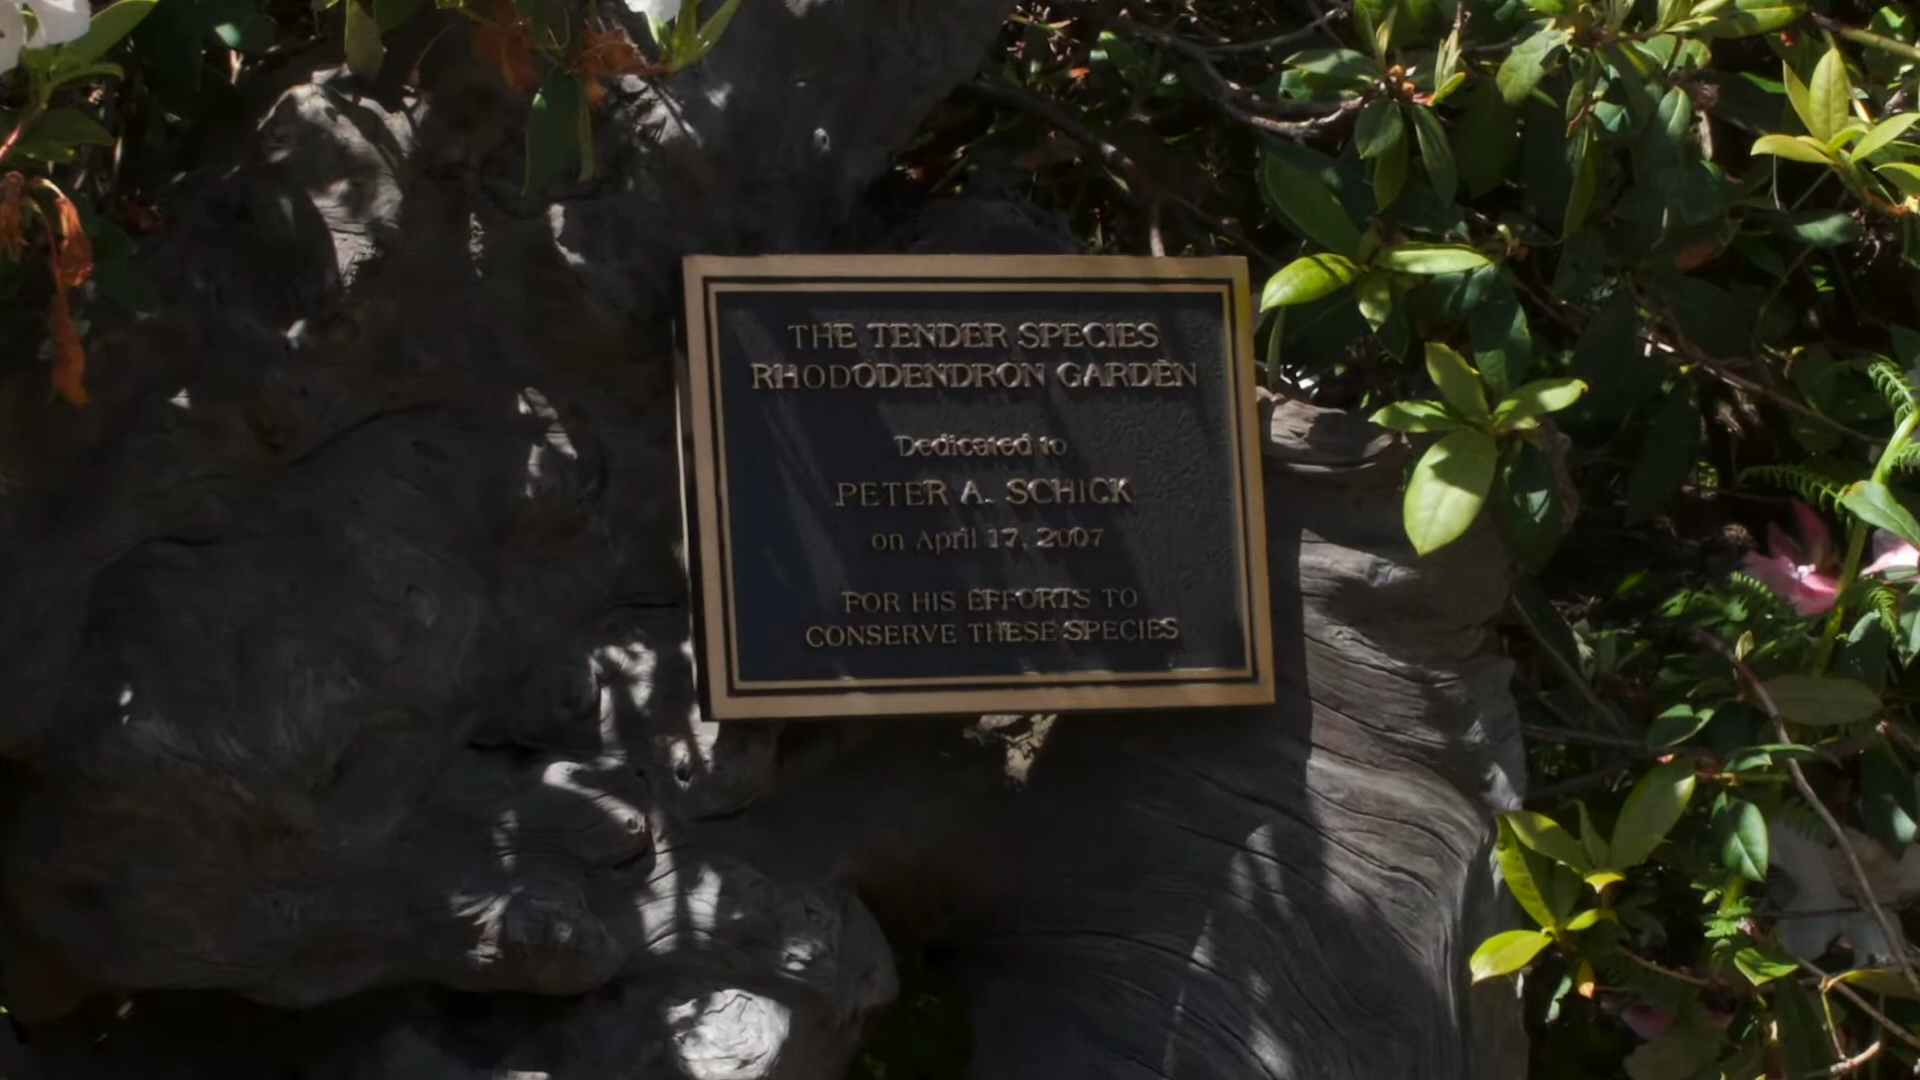 THE TENDER SPECIES
RHODODENDRON GARDEN
Dedicated to
PETER A. SCHICK
on April 17, 2007
FOR HIS EFFORTS TO
CONSERVE THESE SPECIES